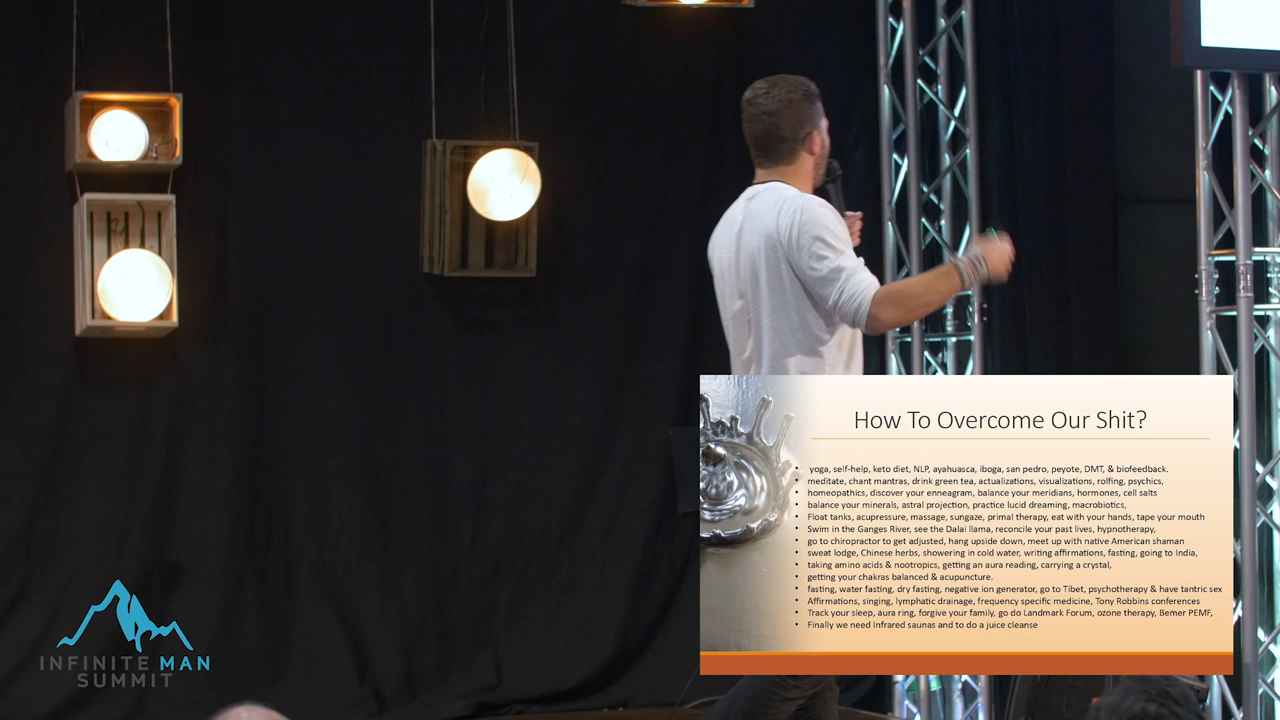 How To Overcome Our Shit?
• yoga, self-help, keto diet, NLP, ayahuasca, iboga, san pedro, peyote, DMT, & biofeedback.
• meditate, chant mantras, drink green tea, actualizations, visualizations, rolfing, psychics,
• homeopathics, discover your enneagram, balance your meridians, hormones, cell salts
• balance your minerals, astral projection, practice lucid dreaming, macrobiotics,
• Float tanks, acupressure, massage, sungaze, primal therapy, eat with your hands, tape your mouth
• Swim in the Ganges River, see the Dalai llama, reconcile your past lives, hypnotherapy,
• go to chiropractor to get adjusted, hang upside down, meet up with native American shaman
• sweat lodge, Chinese herbs, showering in cold water, writing affirmations, fasting, going to India,
• taking amino acids & nootropics, getting an aura reading, carrying a crystal,
• getting your chakras balanced & acupuncture.
• fasting, water fasting, dry fasting, negative ion generator, go to Tibet, psychotherapy & have tantric sex
• Affirmations, singing, lymphatic drainage, frequency specific medicine, Tony Robbins conferences
• Track your sleep, aura ring, forgive your family, go do Landmark Forum, ozone therapy, Bemer PEMF,
• Finally we need Infrared saunas and to do a juice cleanse
INFINITE MAN
SUMMIT